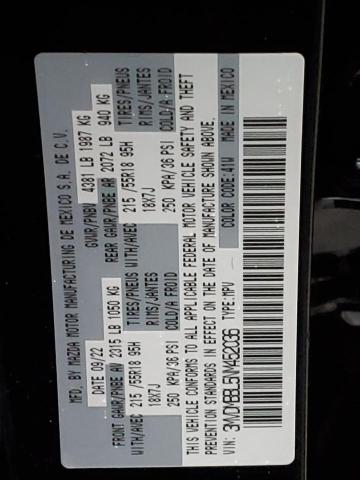 MFD. BY MAZDA MOTOR MANUFACTURING DE MEXICO S.A. DE C.V.
DATE 09/22 GVWR/PNBV 4381 LB 1987 KG
FRONT GAWR/PNBE AV 2315 LB 1050 KG REAR GAWR/PNBE AR 2072 LB 940 KG
WITH/AVEC 215 /55R18 95H TIRES/PNEUS WITH/AVEC 215 /55R18 95H TIRES/PNEUS
18X7J RIMS/JANTES 18X7J RIMS/JANTES
250 KPA/36 PSI COLD/A FROID 250 KPA/36 PSI COLD/A FROID
THIS VEHICLE CONFORMS TO ALL APPLICABLE FEDERAL MOTOR VEHICLE SAFETY AND THEFT
PREVENTION STANDARDS IN EFFECT ON THE DATE OF MANUFACTURE SHOWN ABOVE.
VIN: TYPE:MPV COLOR CODE:41W MADE IN MEXICO